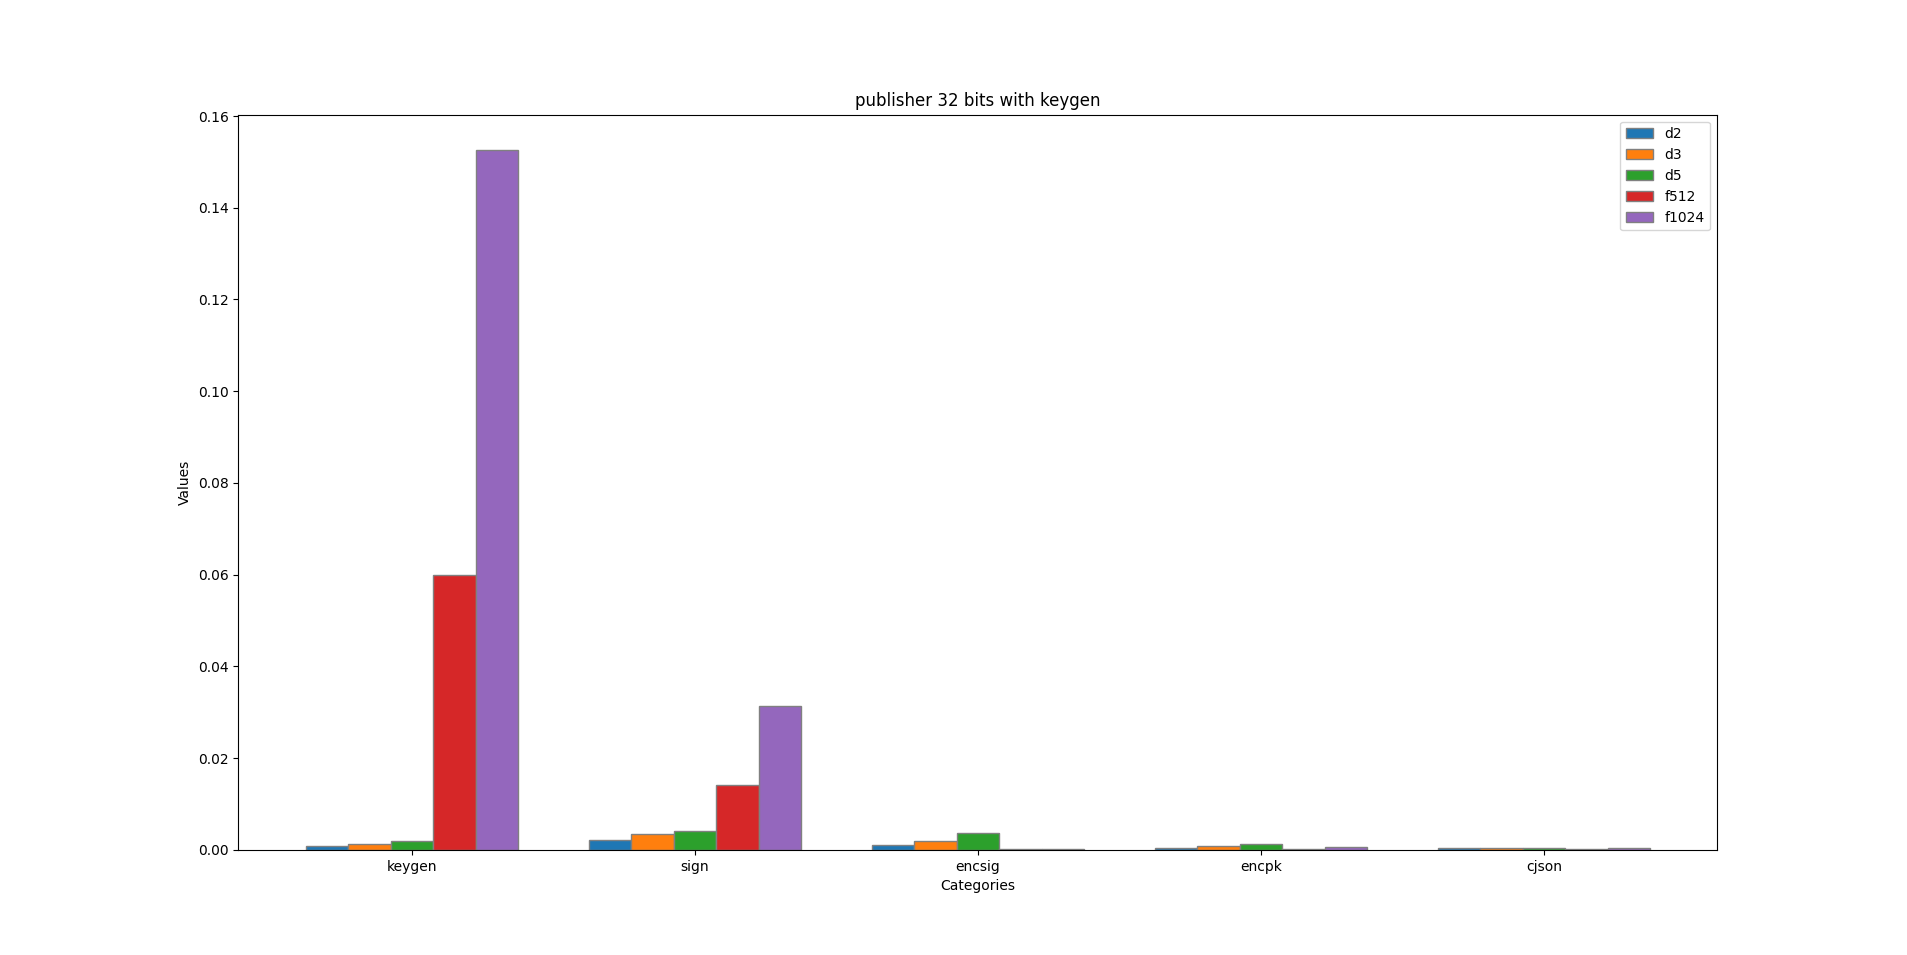 publisher 32 bits with keygen
0.16
0.14
0.12
0.10
0.08
0.06
0.04
0.02
0.00
Values
d2
d3
d5
f512
f1024
keygen
sign
encsig
encpk
cjson
Categories